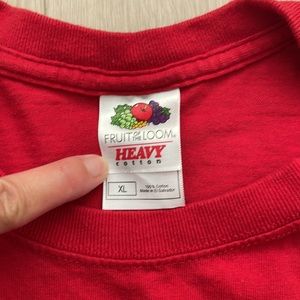 FRUIT OF THE LOOM®
HEAVY
cotton
XL
100% Cotton
Made in El Salvador